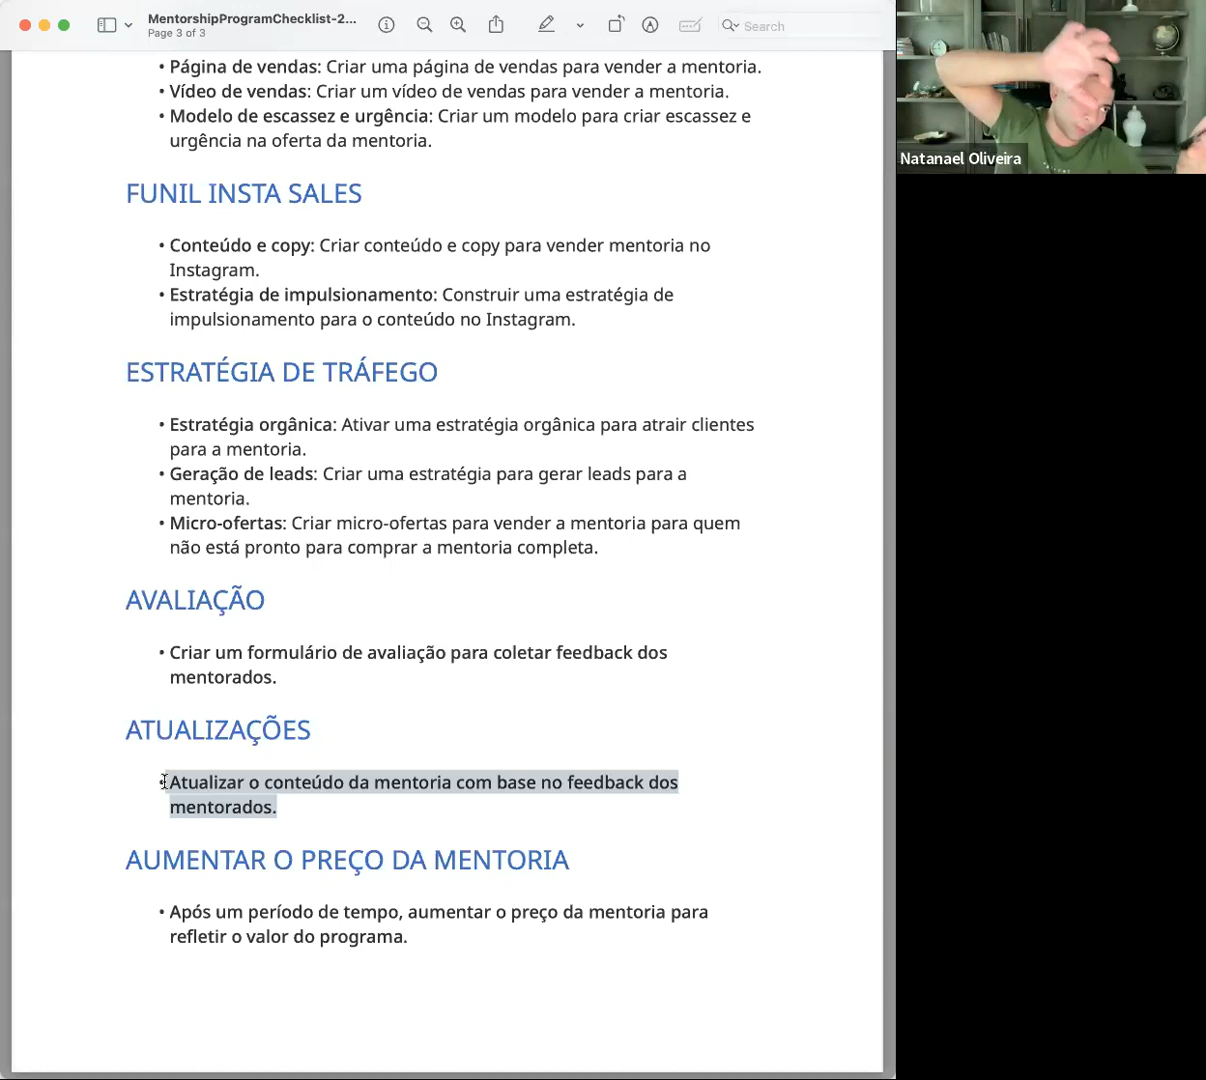 MentorshipProgramChecklist-2...
Page 3 of 3
Search
• Página de vendas: Criar uma página de vendas para vender a mentoria.
• Vídeo de vendas: Criar um vídeo de vendas para vender a mentoria.
• Modelo de escassez e urgência: Criar um modelo para criar escassez e
urgência na oferta da mentoria.
Natanael Oliveira
FUNIL INSTA SALES
• Conteúdo e copy: Criar conteúdo e copy para vender mentoria no
Instagram.
• Estratégia de impulsionamento: Construir uma estratégia de
impulsionamento para o conteúdo no Instagram.
ESTRATÉGIA DE TRÁFEGO
• Estratégia orgânica: Ativar uma estratégia orgânica para atrair clientes
para a mentoria.
• Geração de leads: Criar uma estratégia para gerar leads para a
mentoria.
• Micro-ofertas: Criar micro-ofertas para vender a mentoria para quem
não está pronto para comprar a mentoria completa.
AVALIAÇÃO
• Criar um formulário de avaliação para coletar feedback dos
mentorados.
ATUALIZAÇÕES
• Atualizar o conteúdo da mentoria com base no feedback dos
mentorados.
AUMENTAR O PREÇO DA MENTORIA
• Após um período de tempo, aumentar o preço da mentoria para
refletir o valor do programa.